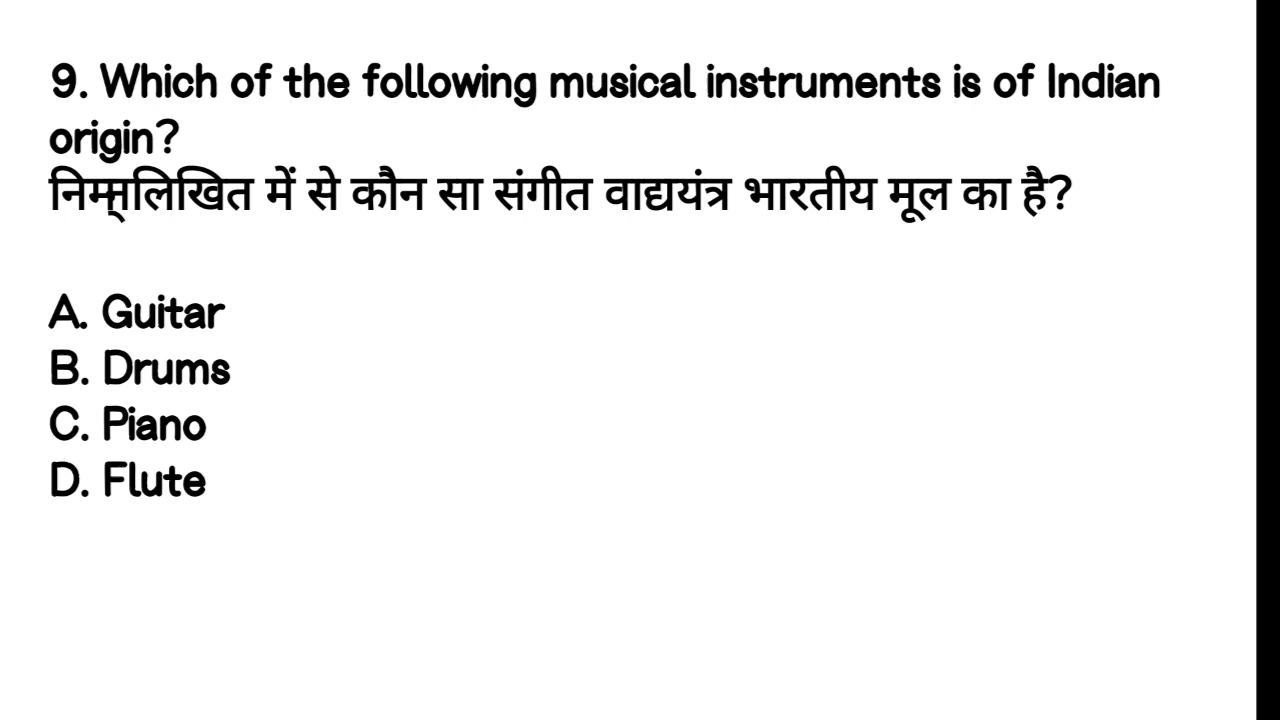 9. Which of the following musical instruments is of Indian
origin?
निम्म्नलिखित में से कौन सा संगीत वाद्ययंत्र भारतीय मूल का है?
A. Guitar
B. Drums
C. Piano
D. Flute